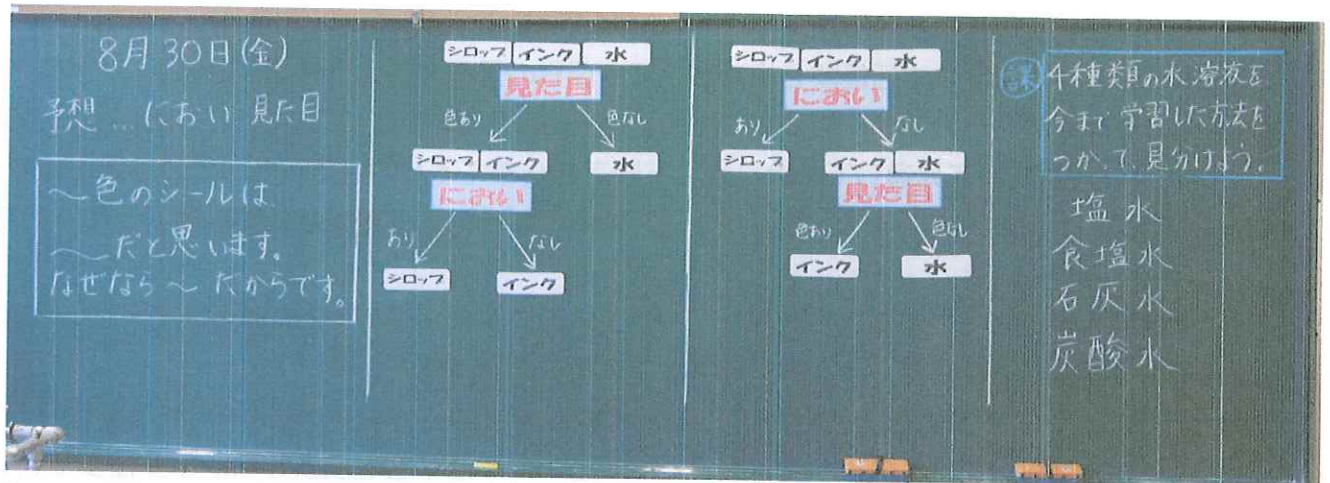 8月30日(金)
予想…におい 見た目
～色のシールは
～だと思います。
なぜなら～だからです。
シロップ インク 水
見た目
色あり 色なし
シロップ インク 水
におい
あり なし
シロップ インク
シロップ インク 水
におい
あり なし
シロップ インク 水
見た目
色あり 色なし
インク 水
課 4種類の水溶液を
今まで学習した方法を
つかって、見分けよう。
塩水
食塩水
石灰水
炭酸水